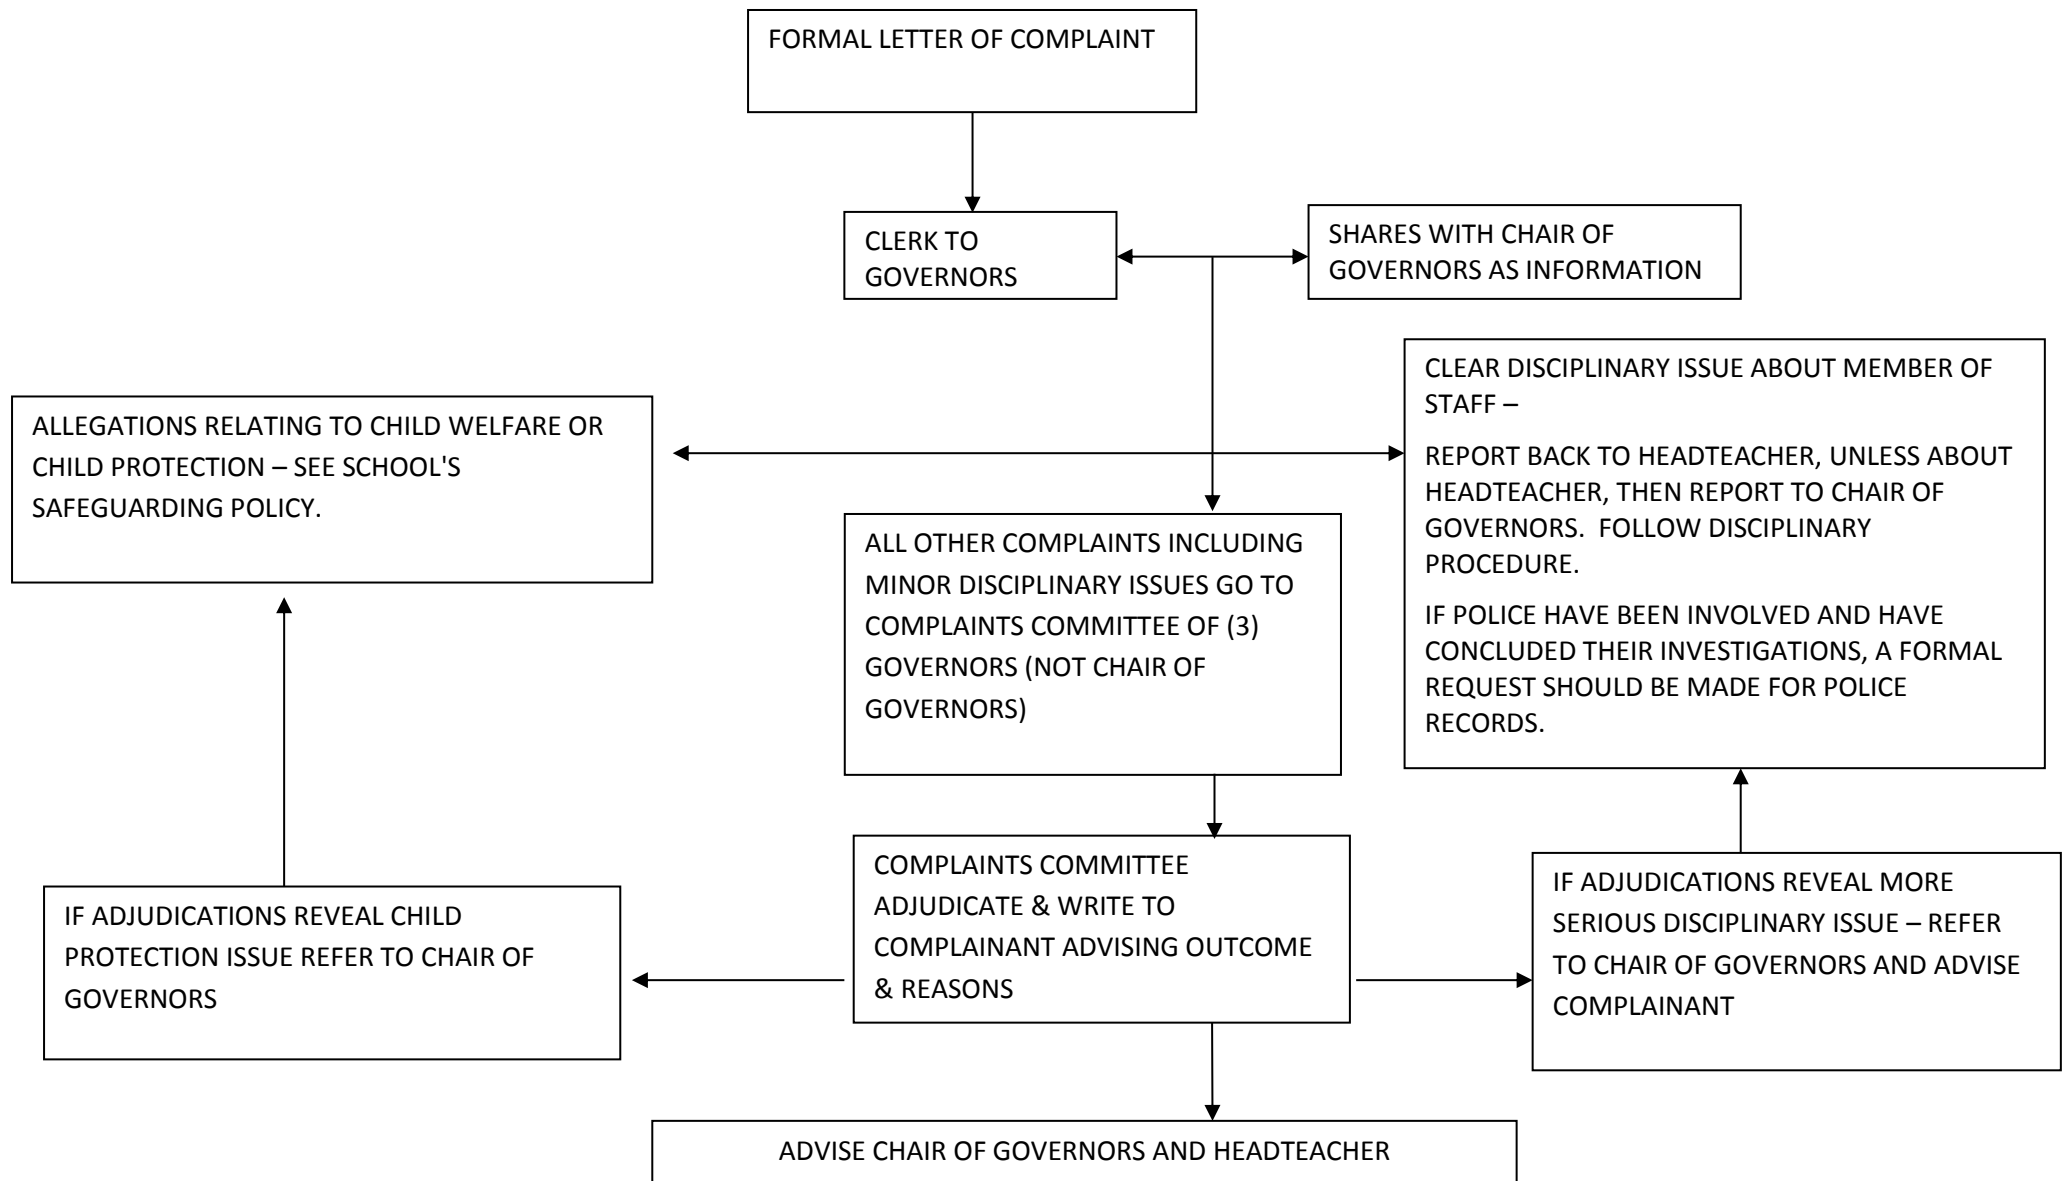 FORMAL LETTER OF COMPLAINT
CLERK TO
GOVERNORS
SHARES WITH CHAIR OF
GOVERNORS AS INFORMATION
ALLEGATIONS RELATING TO CHILD WELFARE OR
CHILD PROTECTION – SEE SCHOOL'S
SAFEGUARDING POLICY.
CLEAR DISCIPLINARY ISSUE ABOUT MEMBER OF
STAFF –
REPORT BACK TO HEADTEACHER, UNLESS ABOUT
HEADTEACHER, THEN REPORT TO CHAIR OF
GOVERNORS.  FOLLOW DISCIPLINARY
PROCEDURE.
IF POLICE HAVE BEEN INVOLVED AND HAVE
CONCLUDED THEIR INVESTIGATIONS, A FORMAL
REQUEST SHOULD BE MADE FOR POLICE
RECORDS.
ALL OTHER COMPLAINTS INCLUDING
MINOR DISCIPLINARY ISSUES GO TO
COMPLAINTS COMMITTEE OF (3)
GOVERNORS (NOT CHAIR OF
GOVERNORS)
IF ADJUDICATIONS REVEAL CHILD
PROTECTION ISSUE REFER TO CHAIR OF
GOVERNORS
COMPLAINTS COMMITTEE
ADJUDICATE & WRITE TO
COMPLAINANT ADVISING OUTCOME
& REASONS
IF ADJUDICATIONS REVEAL MORE
SERIOUS DISCIPLINARY ISSUE – REFER
TO CHAIR OF GOVERNORS AND ADVISE
COMPLAINANT
ADVISE CHAIR OF GOVERNORS AND HEADTEACHER